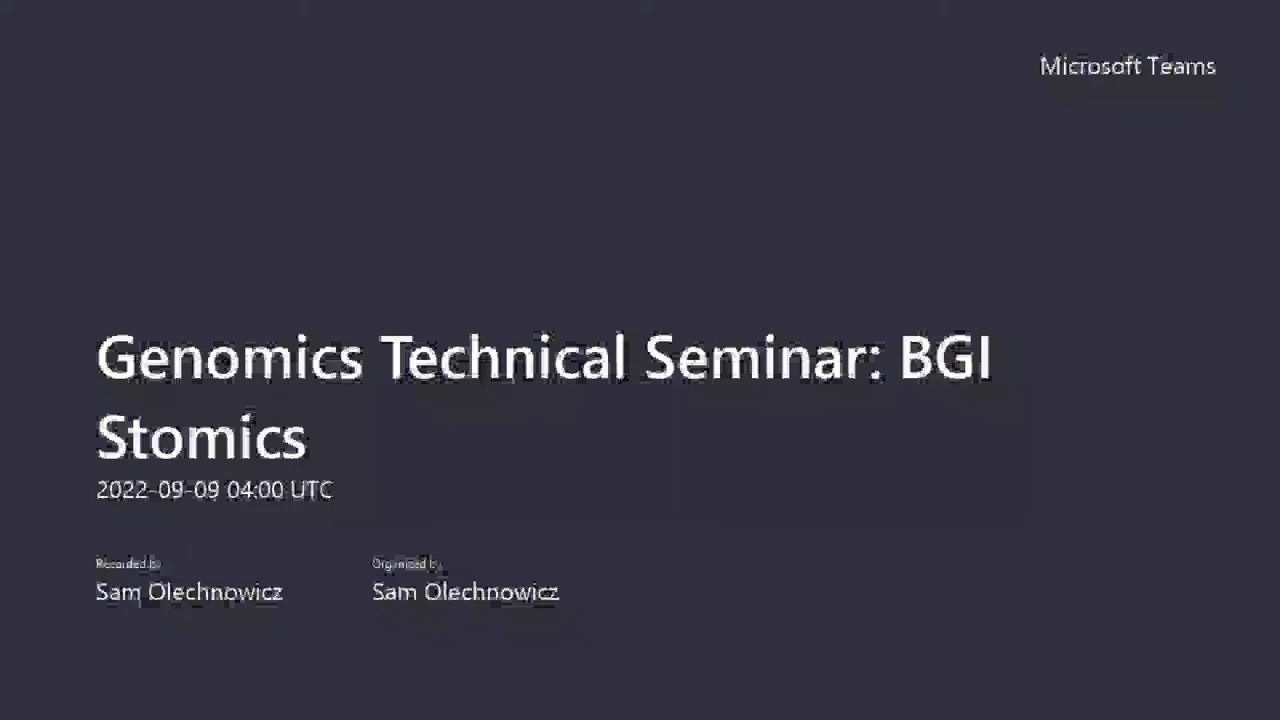 Microsoft Teams
Genomics Technical Seminar: BGI
Stomics
2022-09-09 04:00 UTC
Recorded by
Organized by
Sam Olechnowicz
Sam Olechnowicz